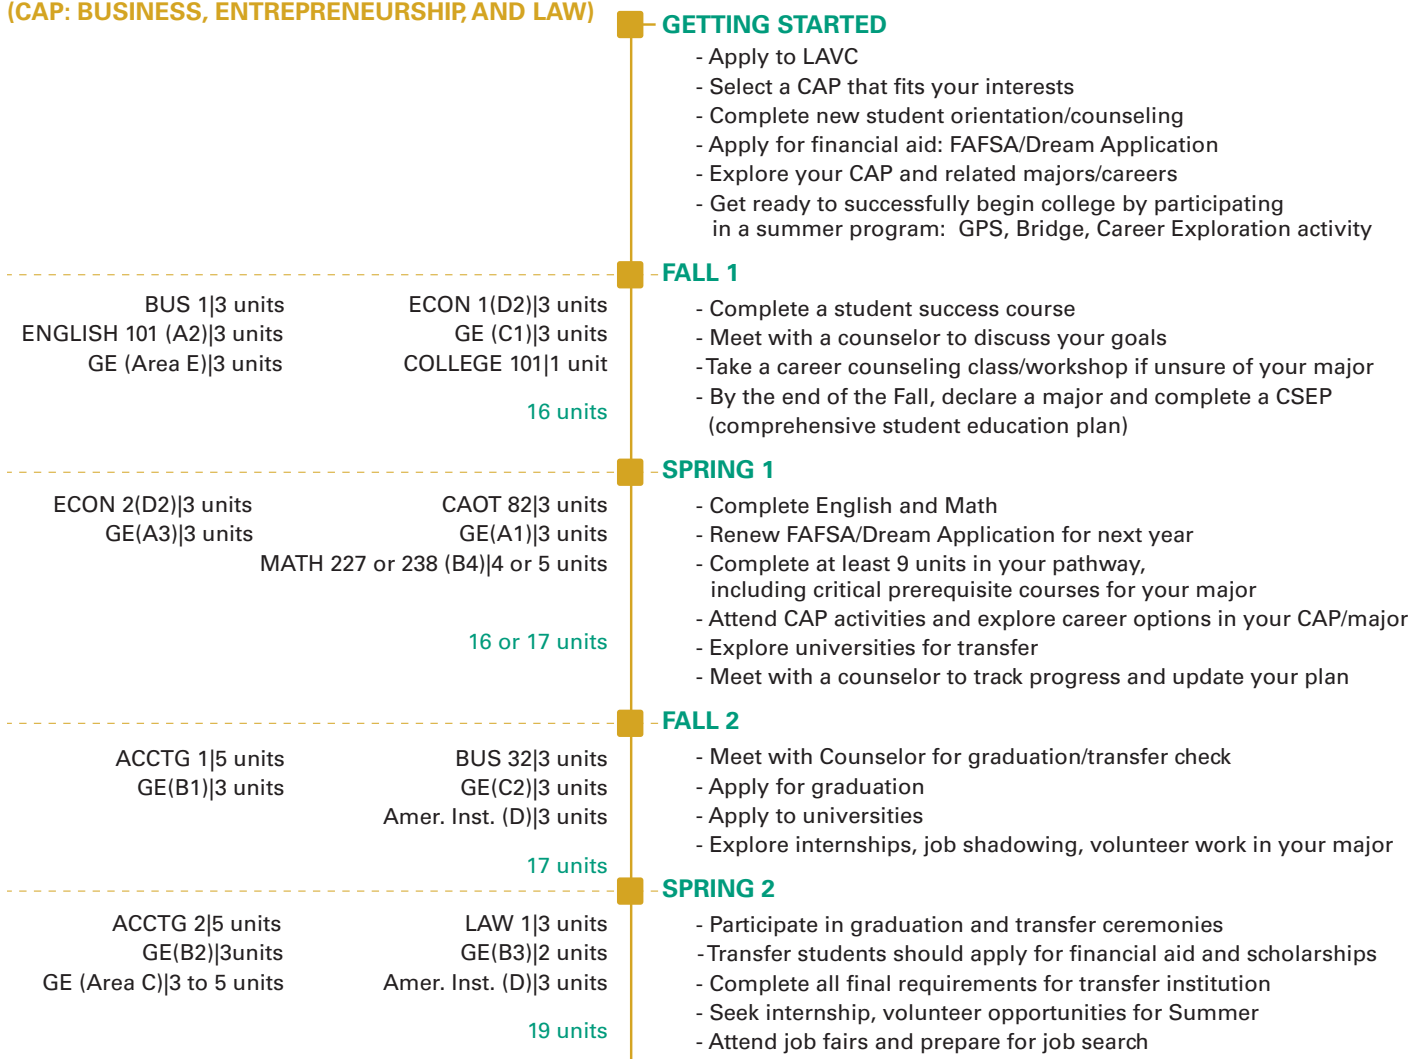 (CAP: BUSINESS, ENTREPRENEURSHIP, AND LAW)
GETTING STARTED
- Apply to LAVC
- Select a CAP that fits your interests
- Complete new student orientation/counseling
- Apply for financial aid: FAFSA/Dream Application
- Explore your CAP and related majors/careers
- Get ready to successfully begin college by participating
in a summer program: GPS, Bridge, Career Exploration activity
FALL 1
BUS 1|3 units
ENGLISH 101 (A2)|3 units
GE (Area E)|3 units
ECON 1(D2)|3 units
GE (C1)|3 units
COLLEGE 101|1 unit
16 units
- Complete a student success course
- Meet with a counselor to discuss your goals
- Take a career counseling class/workshop if unsure of your major
- By the end of the Fall, declare a major and complete a CSEP
(comprehensive student education plan)
SPRING 1
ECON 2(D2)|3 units
GE(A3)|3 units
CAOT 82|3 units
GE(A1)|3 units
MATH 227 or 238 (B4)|4 or 5 units
16 or 17 units
- Complete English and Math
- Renew FAFSA/Dream Application for next year
- Complete at least 9 units in your pathway,
including critical prerequisite courses for your major
- Attend CAP activities and explore career options in your CAP/major
- Explore universities for transfer
- Meet with a counselor to track progress and update your plan
FALL 2
ACCTG 1|5 units
GE(B1)|3 units
BUS 32|3 units
GE(C2)|3 units
Amer. Inst. (D)|3 units
17 units
- Meet with Counselor for graduation/transfer check
- Apply for graduation
- Apply to universities
- Explore internships, job shadowing, volunteer work in your major
SPRING 2
ACCTG 2|5 units
GE(B2)|3units
GE (Area C)|3 to 5 units
LAW 1|3 units
GE(B3)|2 units
Amer. Inst. (D)|3 units
19 units
- Participate in graduation and transfer ceremonies
- Transfer students should apply for financial aid and scholarships
- Complete all final requirements for transfer institution
- Seek internship, volunteer opportunities for Summer
- Attend job fairs and prepare for job search